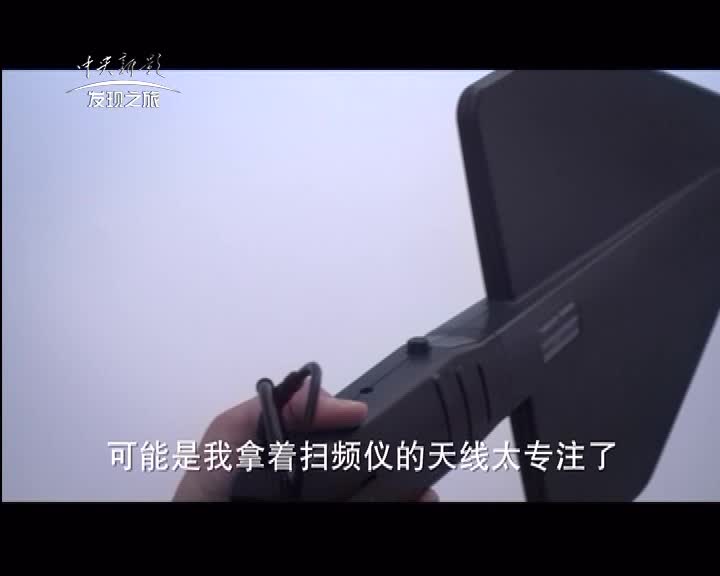 中央新影
发现之旅
可能是我拿着扫频仪的天线太专注了